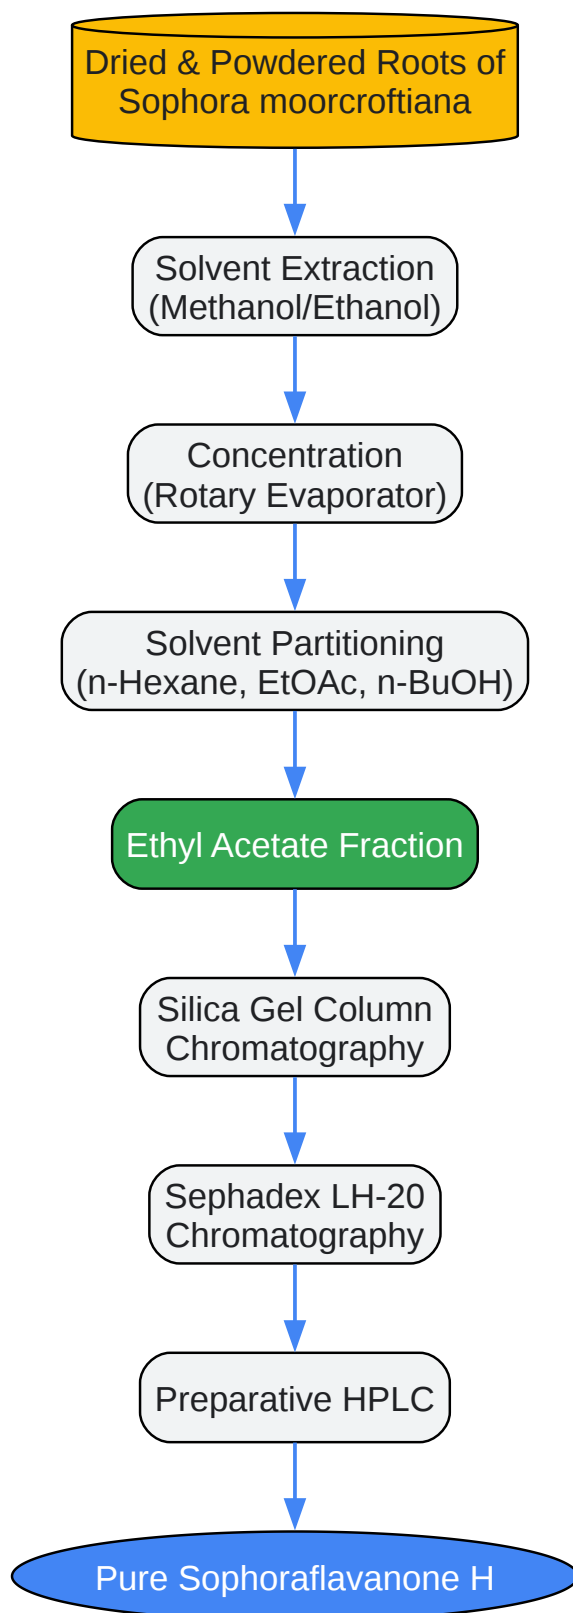 Dried & Powdered Roots of
Sophora moorcroftiana
Solvent Extraction
(Methanol/Ethanol)
Concentration
(Rotary Evaporator)
Solvent Partitioning
(n-Hexane, EtOAc, n-BuOH)
Ethyl Acetate Fraction
Silica Gel Column
Chromatography
Sephadex LH-20
Chromatography
Preparative HPLC
Pure Sophoraflavanone H